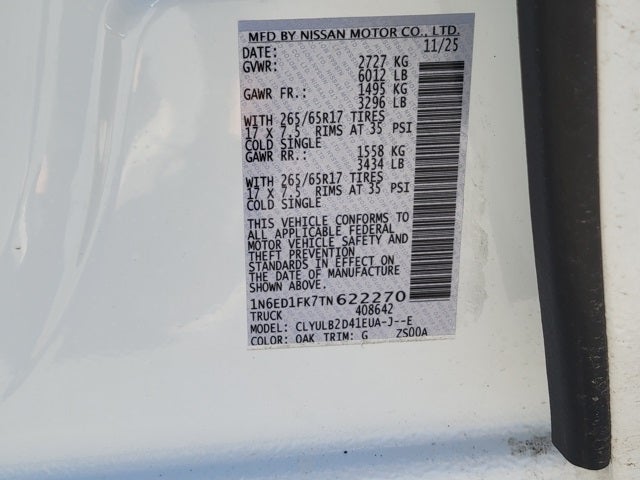 MFD BY NISSAN MOTOR CO., LTD.
DATE: 11/25
GVWR: 2727 KG
6012 LB
GAWR FR.: 1495 KG
3296 LB
WITH 265/65R17 TIRES
17 X 7.5 RIMS AT 35 PSI
COLD SINGLE
GAWR RR.: 1558 KG
3434 LB
WITH 265/65R17 TIRES
17 X 7.5 RIMS AT 35 PSI
COLD SINGLE
THIS VEHICLE CONFORMS TO
ALL APPLICABLE FEDERAL
MOTOR VEHICLE SAFETY AND
THEFT PREVENTION
STANDARDS IN EFFECT ON
THE DATE OF MANUFACTURE
SHOWN ABOVE.
1N6ED1FK7TN622270
TRUCK 408642
MODEL: CLYULB2D41EUA-J--E
COLOR: OAK TRIM: G ZS00A